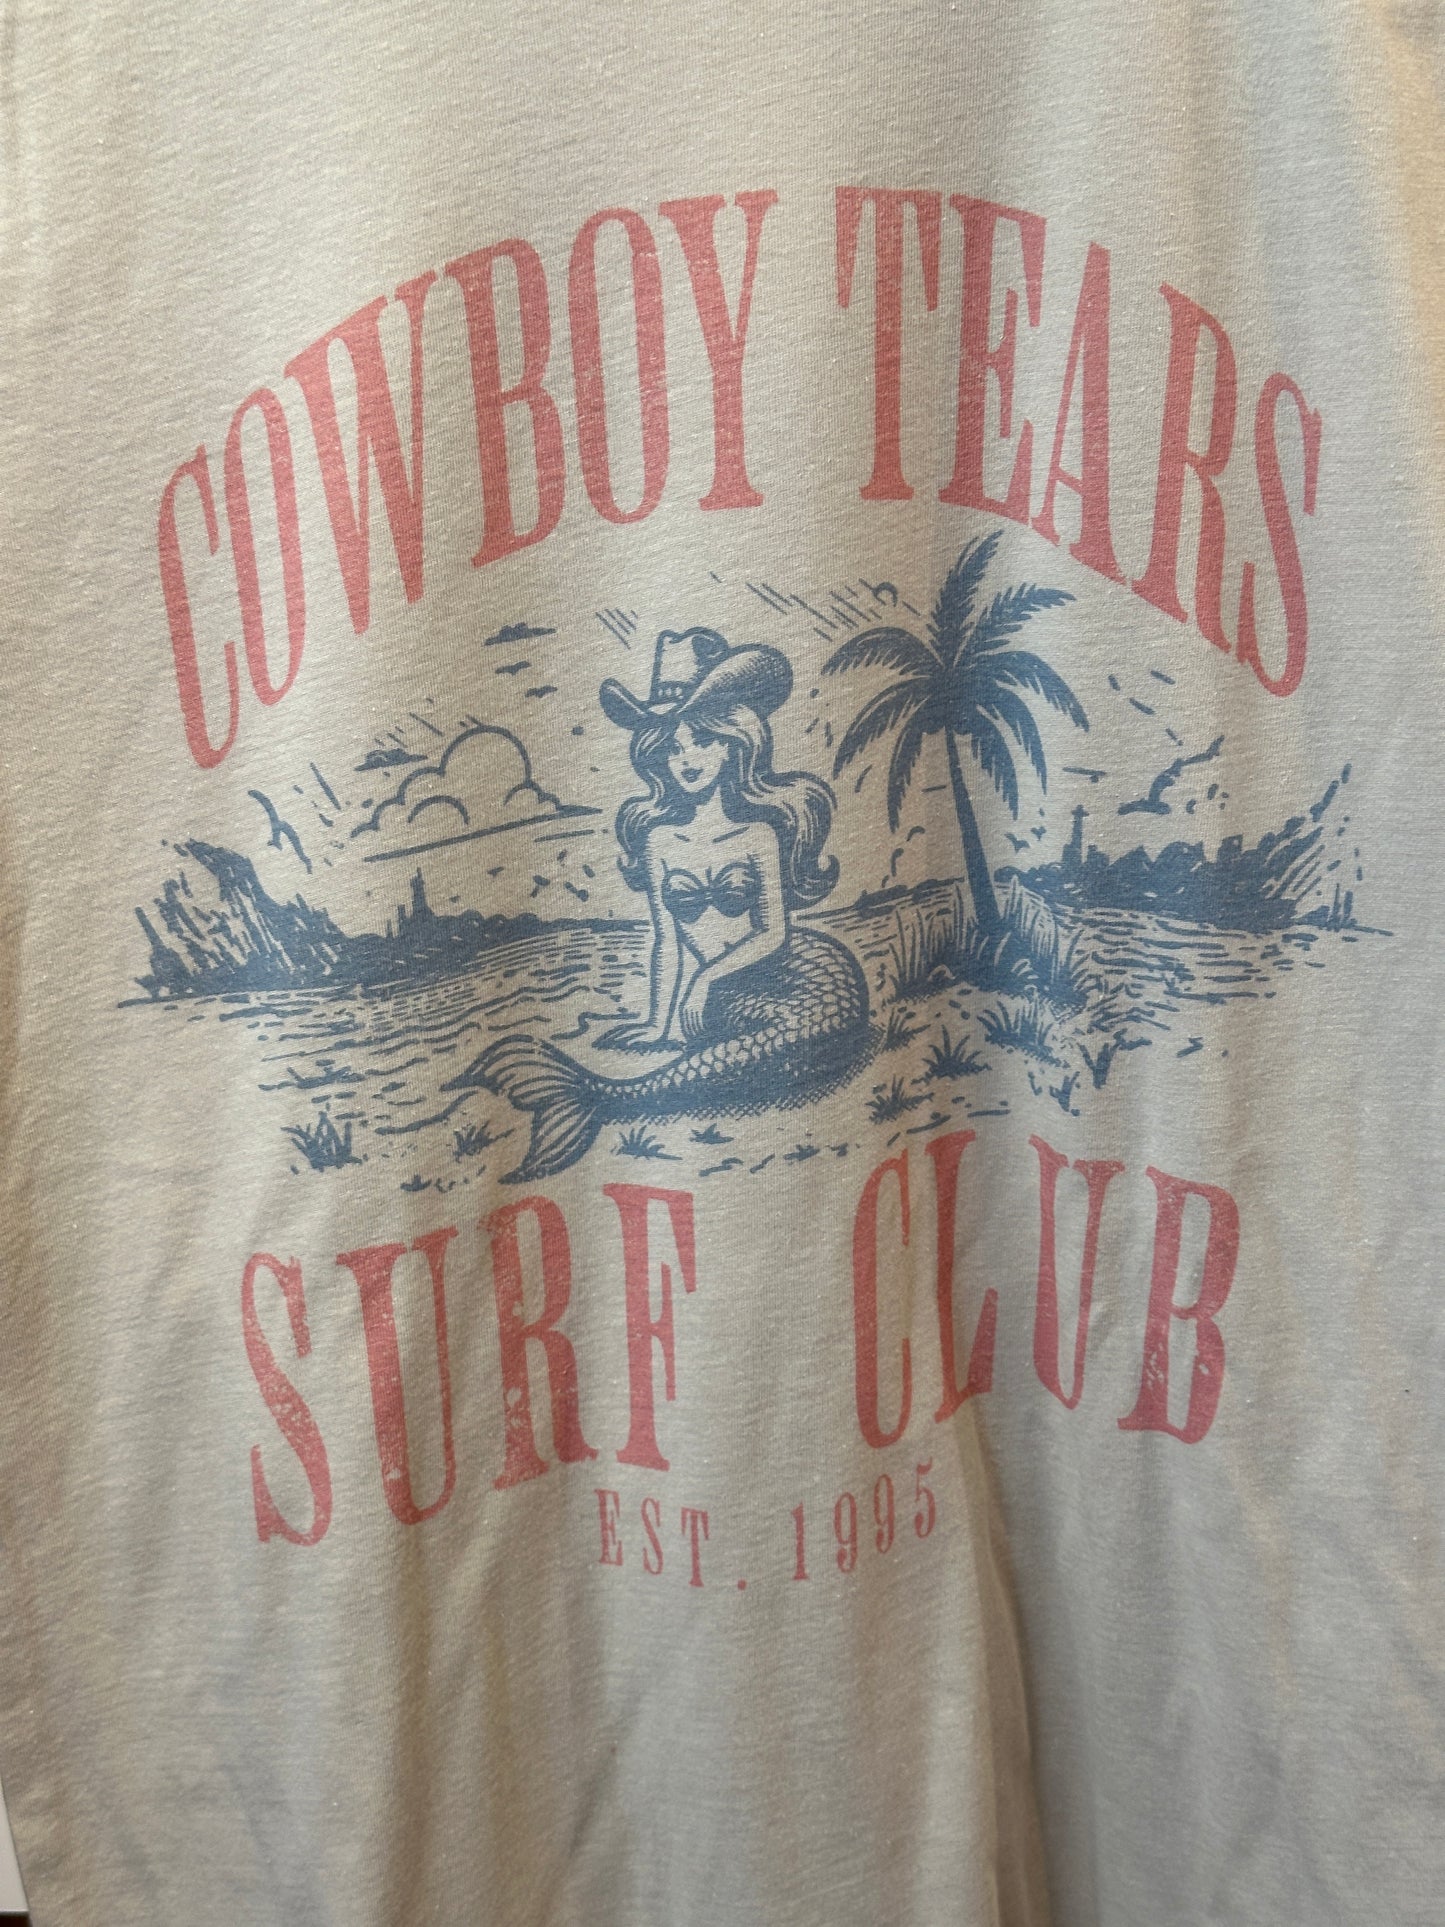 COWBOY TEARS
SURF CLUB
EST. 1995